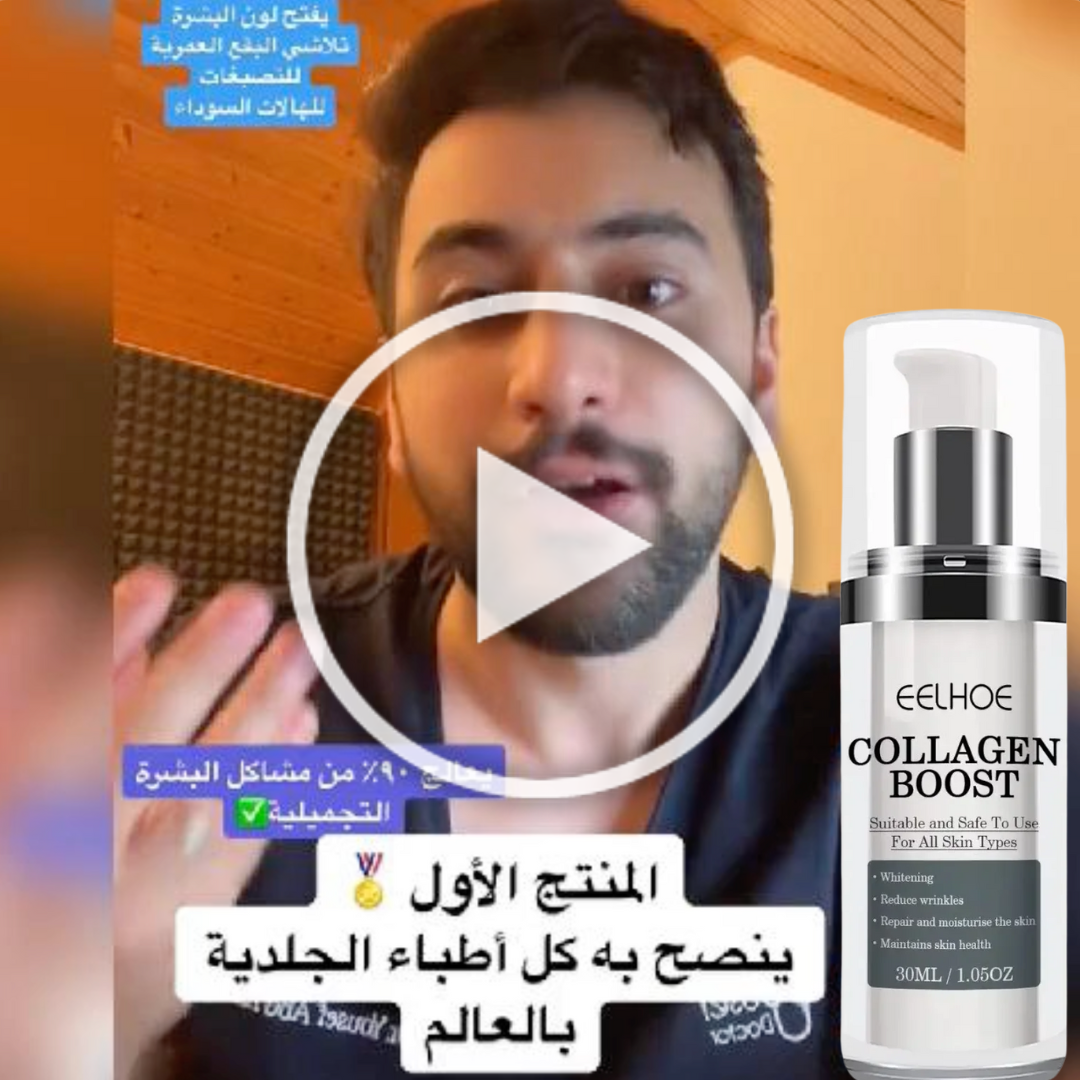 يفتح لون البشرة
تلاشي البقع العمرية
للتصبغات
للهالات السوداء
يعالج ٩٠٪ من مشاكل البشرة
التجميلية✅
المنتج الأول 🏅
ينصح به كل أطباء الجلدية
بالعالم
Doctor
EELHOE
COLLAGEN
BOOST
Suitable and Safe To Use
For All Skin Types
• Whitening
• Reduce wrinkles
• Repair and moisturise the skin
• Maintains skin health
30ML / 1.05OZ